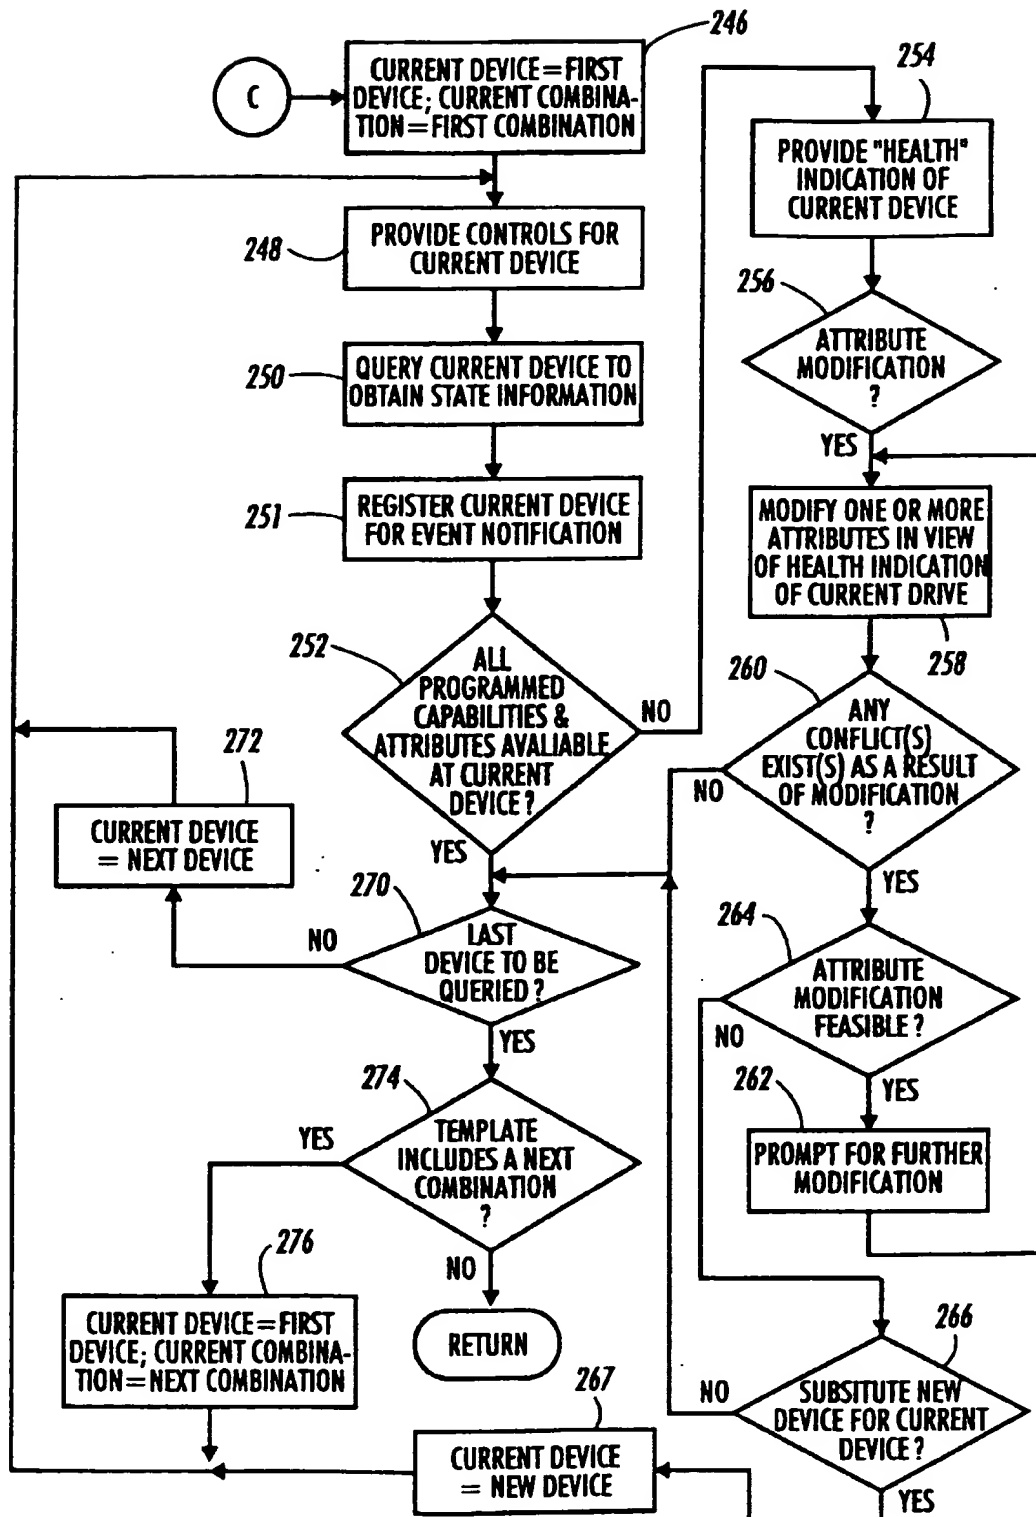 246
C
CURRENT DEVICE = FIRST
DEVICE; CURRENT COMBINA-
TION = FIRST COMBINATION
248
PROVIDE CONTROLS FOR
CURRENT DEVICE
250
QUERY CURRENT DEVICE TO
OBTAIN STATE INFORMATION
251
REGISTER CURRENT DEVICE
FOR EVENT NOTIFICATION
252
ALL
PROGRAMMED
CAPABILITIES &
ATTRIBUTES AVALIABLE
AT CURRENT
DEVICE ?
NO
YES
272
CURRENT DEVICE
= NEXT DEVICE
270
NO
LAST
DEVICE TO BE
QUERIED ?
YES
274
YES
TEMPLATE
INCLUDES A NEXT
COMBINATION
?
NO
276
CURRENT DEVICE = FIRST
DEVICE; CURRENT COMBINA-
TION = NEXT COMBINATION
RETURN
267
CURRENT DEVICE
= NEW DEVICE
254
PROVIDE "HEALTH"
INDICATION OF
CURRENT DEVICE
256
ATTRIBUTE
MODIFICATION
?
YES
MODIFY ONE OR MORE
ATTRIBUTES IN VIEW
OF HEALTH INDICATION
OF CURRENT DRIVE
258
260
ANY
CONFLICT(S)
EXIST(S) AS A RESULT
OF MODIFICATION
?
NO
YES
264
ATTRIBUTE
MODIFICATION
FEASIBLE ?
NO
YES
262
PROMPT FOR FURTHER
MODIFICATION
266
NO
SUBSITUTE NEW
DEVICE FOR CURRENT
DEVICE ?
YES